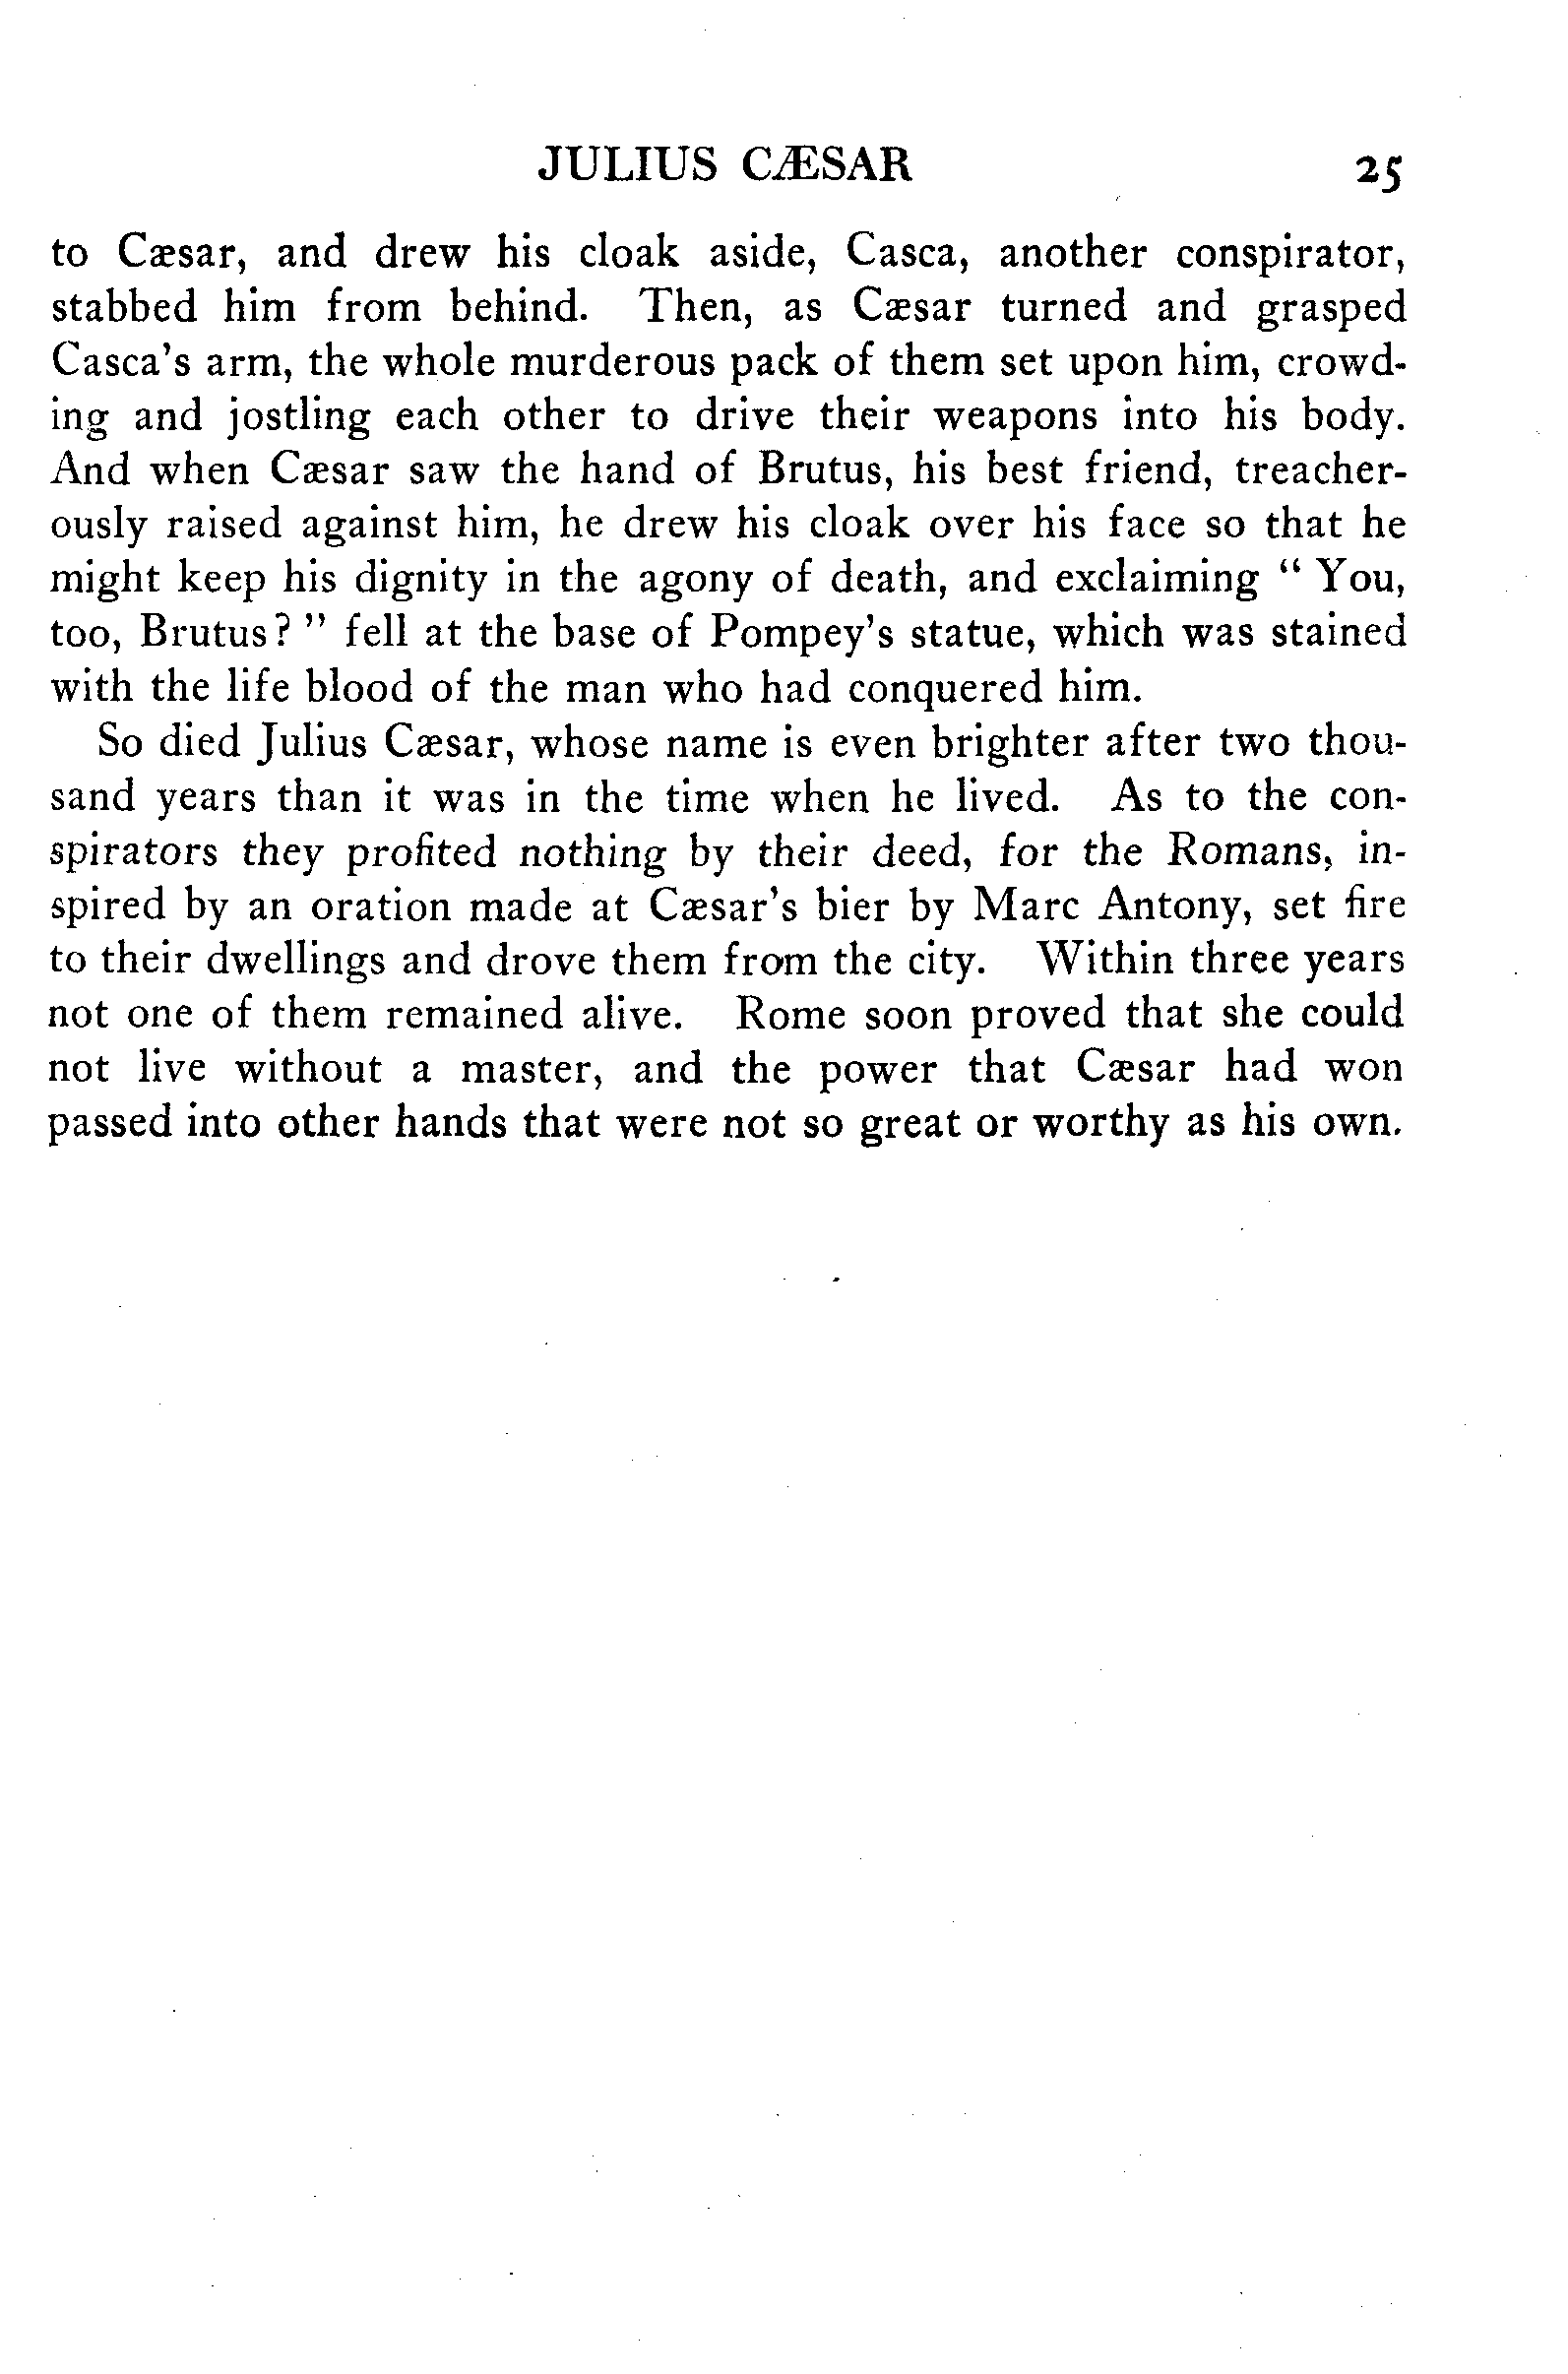 JULIUS CÆSAR 25
to Cæsar, and drew his cloak aside, Casca, another conspirator,
stabbed him from behind. Then, as Cæsar turned and grasped
Casca's arm, the whole murderous pack of them set upon him, crowd-
ing and jostling each other to drive their weapons into his body.
And when Cæsar saw the hand of Brutus, his best friend, treacher-
ously raised against him, he drew his cloak over his face so that he
might keep his dignity in the agony of death, and exclaiming “ You,
too, Brutus? ” fell at the base of Pompey's statue, which was stained
with the life blood of the man who had conquered him.
So died Julius Cæsar, whose name is even brighter after two thou-
sand years than it was in the time when he lived. As to the con-
spirators they profited nothing by their deed, for the Romans, in-
spired by an oration made at Cæsar's bier by Marc Antony, set fire
to their dwellings and drove them from the city. Within three years
not one of them remained alive. Rome soon proved that she could
not live without a master, and the power that Cæsar had won
passed into other hands that were not so great or worthy as his own.